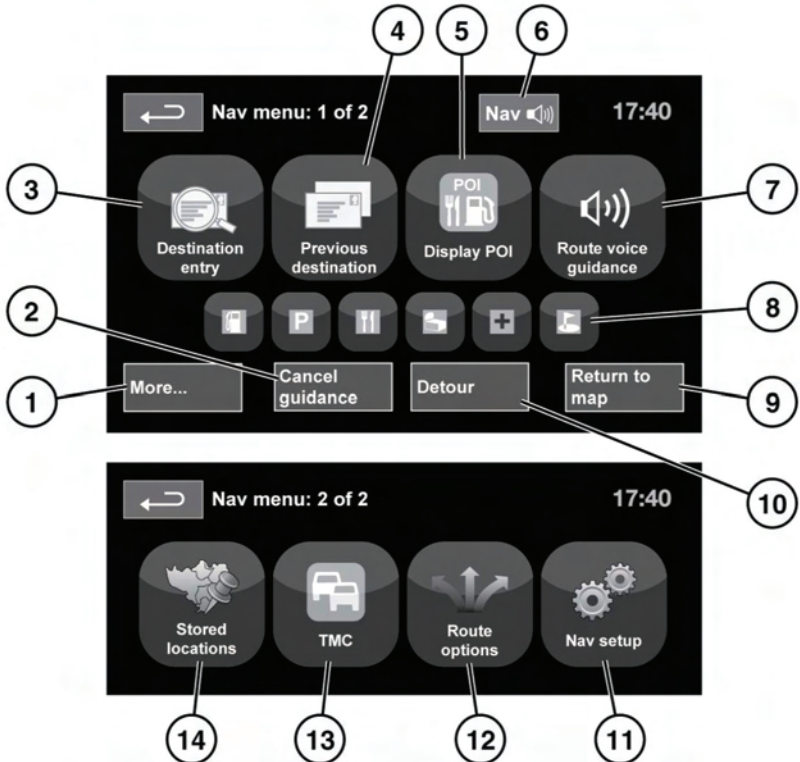 4
5
6
Nav menu: 1 of 2
Nav
17:40
3
7
POI
Destination
entry
Previous
destination
Display POI
Route voice
guidance
2
P
8
More...
Cancel
guidance
Detour
Return to
map
1
9
Nav menu: 2 of 2
17:40
10
Stored
locations
TMC
Route
options
Nav setup
14
13
12
11